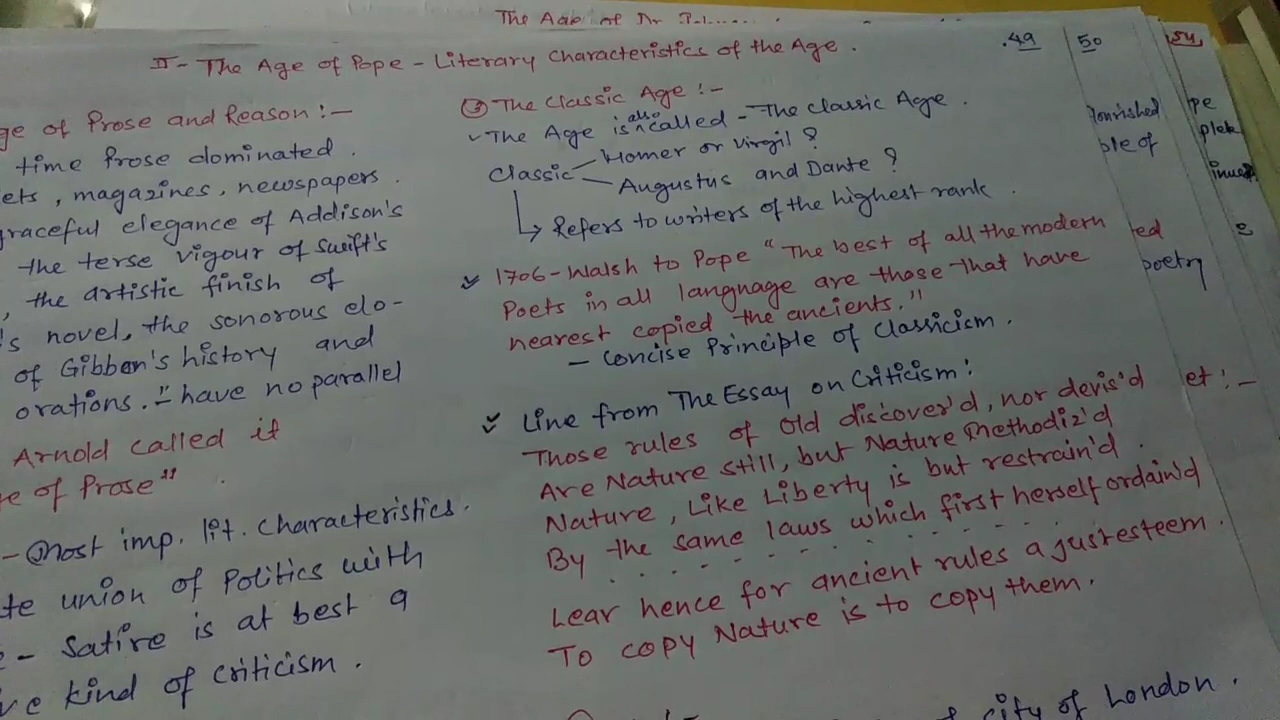 The
II - The Age of Pope - Literary Characteristics of the Age.
49
50
54
ge of Prose and Reason :-
time Prose dominated.
ets, magazines, newspapers.
graceful elegance of Addison's
the terse vigour of Swift's
, the artistic finish of
's novel, the sonorous elo-
of Gibbon's history and
orations." - have no parallel
Arnold called it
e of Prose"
- Most imp. lit. characteristics.
te union of Politics with
- Satire is at best a
ve kind of criticism.
③ The Classic Age :-
The Age is also called - The Classic Age.
Classic - Homer or Virgil?
- Augustus and Dante?
↳ Refers to writers of the highest rank.
1706 - Walsh to Pope "The best of all the modern
Poets in all language are those that have
nearest copied the ancients."
- Concise Principle of Classicism.
Line from The Essay on Criticism:
Those rules of old discover'd, nor devis'd
Are Nature still, but Nature Methodiz'd
Nature, Like Liberty is but restrain'd.
By the same laws which first herself ordain'd
. . . . . . . . . . . .
Lear hence for ancient rules a just esteem.
To copy Nature is to copy them.
city of London.
ble of
ed
poetry
et :-
pe
e